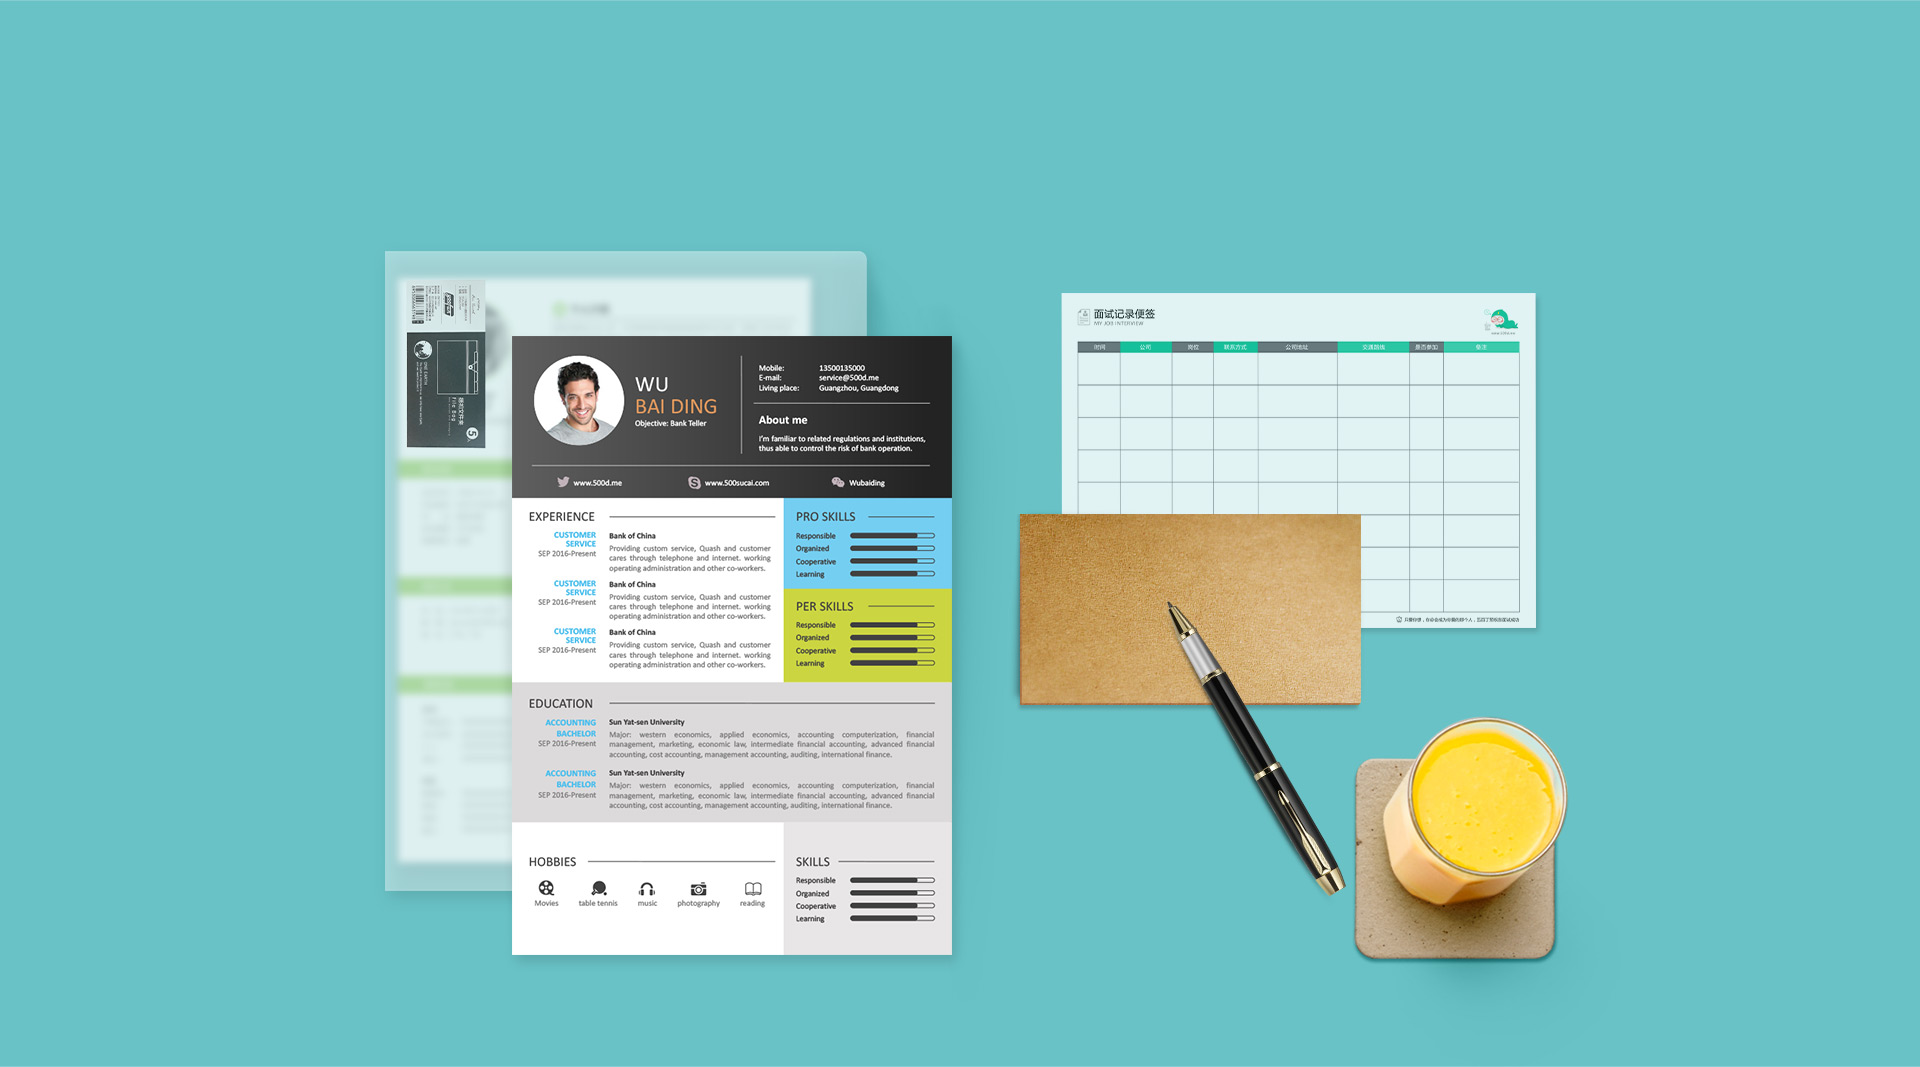 WU
BAI DING
Objective: Bank Teller
Mobile: 13500135000
E-mail: service@500d.me
Living place: Guangzhou, Guangdong
About me
I'm familiar to related regulations and institutions,
thus able to control the risk of bank operation.
www.500d.me
www.500sucai.com
Wubaiding
EXPERIENCE
CUSTOMER
SERVICE
SEP 2016-Present
Bank of China
Providing custom service, Quash and customer
cares through telephone and internet. working
operating administration and other co-workers.
CUSTOMER
SERVICE
SEP 2016-Present
Bank of China
Providing custom service, Quash and customer
cares through telephone and internet. working
operating administration and other co-workers.
CUSTOMER
SERVICE
SEP 2016-Present
Bank of China
Providing custom service, Quash and customer
cares through telephone and internet. working
operating administration and other co-workers.
PRO SKILLS
Responsible
Organized
Cooperative
Learning
PER SKILLS
Responsible
Organized
Cooperative
Learning
EDUCATION
ACCOUNTING
BACHELOR
SEP 2016-Present
Sun Yat-sen University
Major: western economics, applied economics, accounting computerization, financial
management, marketing, economic law, intermediate financial accounting, advanced financial
accounting, cost accounting, management accounting, auditing, international finance.
ACCOUNTING
BACHELOR
SEP 2016-Present
Sun Yat-sen University
Major: western economics, applied economics, accounting computerization, financial
management, marketing, economic law, intermediate financial accounting, advanced financial
accounting, cost accounting, management accounting, auditing, international finance.
HOBBIES
Movies
table tennis
music
photography
reading
SKILLS
Responsible
Organized
Cooperative
Learning
面试记录便签
MY JOB INTERVIEW
时间 公司 岗位 联系方式 公司地址 交通路线 是否参加 备注
File Bag
5